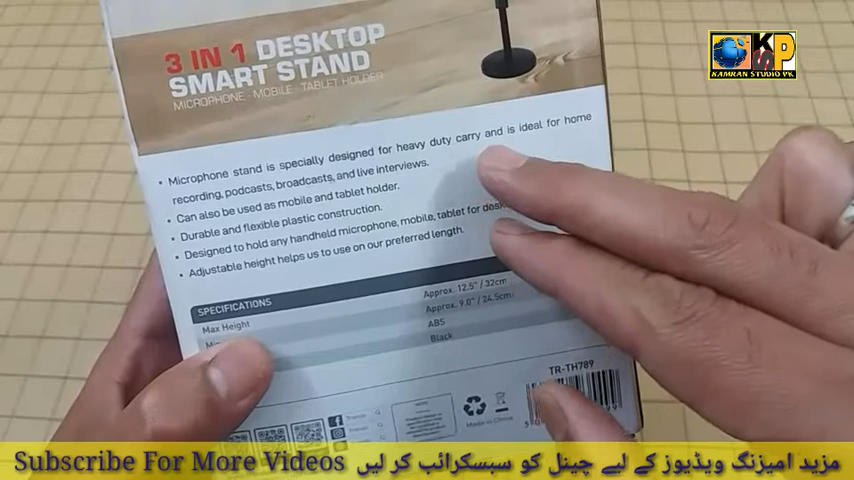 KSP
KAMRAN STUDIO PK
3 IN 1 DESKTOP
SMART STAND
MICROPHONE - MOBILE - TABLET HOLDER
• Microphone stand is specially designed for heavy duty carry and is ideal for home
recording, podcasts, broadcasts, and live interviews.
• Can also be used as mobile and tablet holder.
• Durable and flexible plastic construction.
• Designed to hold any handheld microphone, mobile, tablet for
• Adjustable height helps us to use on our preferred length.
SPECIFICATIONS
Max Height Approx. 12.5" / 32cm
Approx. 9.0" / 24.5cm
ABS
Black
TR-TH789
Made in China
Subscribe For More Videos مزید امیزنگ ویڈیوز کے لیے چینل کو سبسکرائب کر لیں